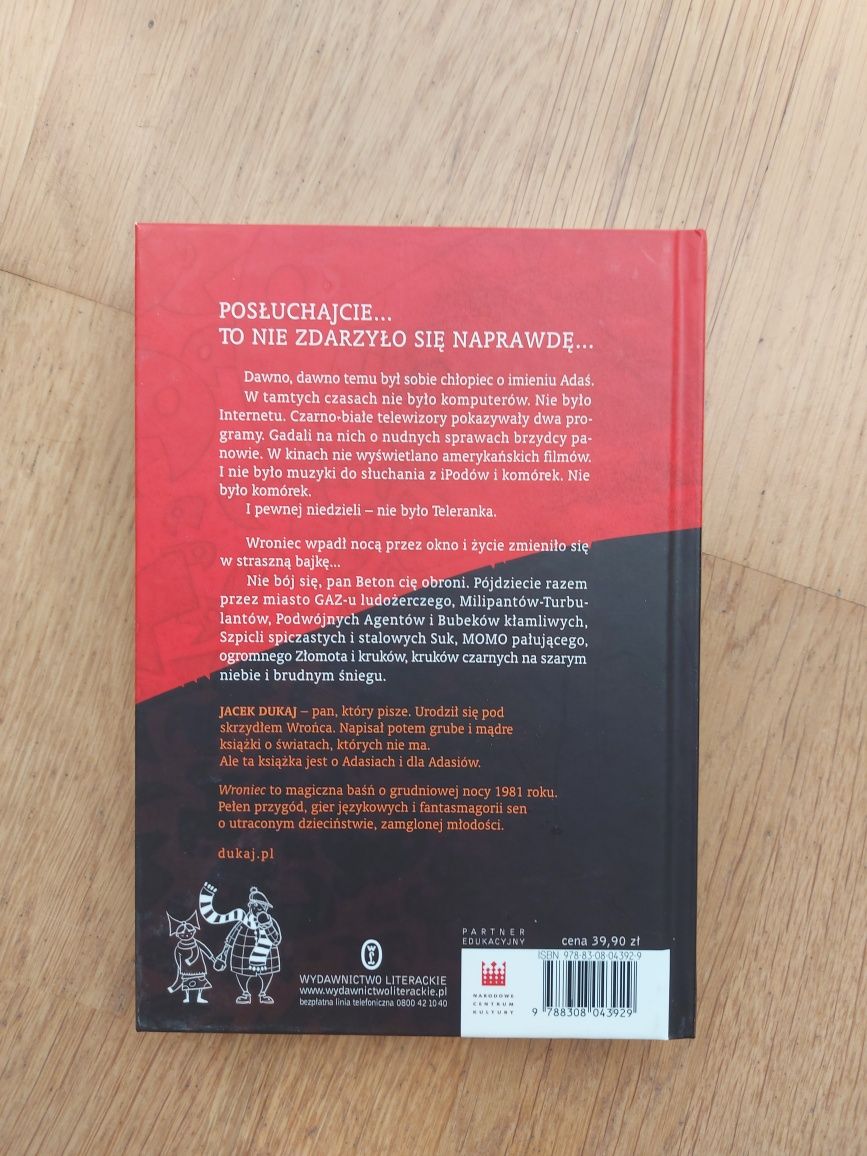 POSŁUCHAJCIE...
TO NIE ZDARZYŁO SIĘ NAPRAWDĘ...
Dawno, dawno temu był sobie chłopiec o imieniu Adaś.
W tamtych czasach nie było komputerów. Nie było
Internetu. Czarno-białe telewizory pokazywały dwa pro-
gramy. Gadali na nich o nudnych sprawach brzydcy pa-
nowie. W kinach nie wyświetlano amerykańskich filmów.
I nie było muzyki do słuchania z iPodów i komórek. Nie
było komórek.
I pewnej niedzieli – nie było Teleranka.
Wroniec wpadł nocą przez okno i życie zmieniło się
w straszną bajkę...
Nie bój się, pan Beton cię obroni. Pójdziecie razem
przez miasto GAZ-u ludożerczego, Milipantów-Turbu-
lantów, Podwójnych Agentów i Bubeków kłamliwych,
Szpicli spiczastych i stalowych Suk, MOMO pałującego,
ogromnego Złomota i kruków, kruków czarnych na szarym
niebie i brudnym śniegu.
JACEK DUKAJ – pan, który pisze. Urodził się pod
skrzydłem Wrońca. Napisał potem grube i mądre
książki o światach, których nie ma.
Ale ta książka jest o Adasiach i dla Adasiów.
Wroniec to magiczna baśń o grudniowej nocy 1981 roku.
Pełen przygód, gier językowych i fantasmagorii sen
o utraconym dzieciństwie, zamglonej młodości.
dukaj.pl
WYDAWNICTWO LITERACKIE
www.wydawnictwoliterackie.pl
bezpłatna linia telefoniczna 0800 42 10 40
PARTNER
EDUKACYJNY
NARODOWE
CENTRUM
KULTURY
cena 39,90 zł
ISBN 978-83-08-04392-9
9 788308 043929